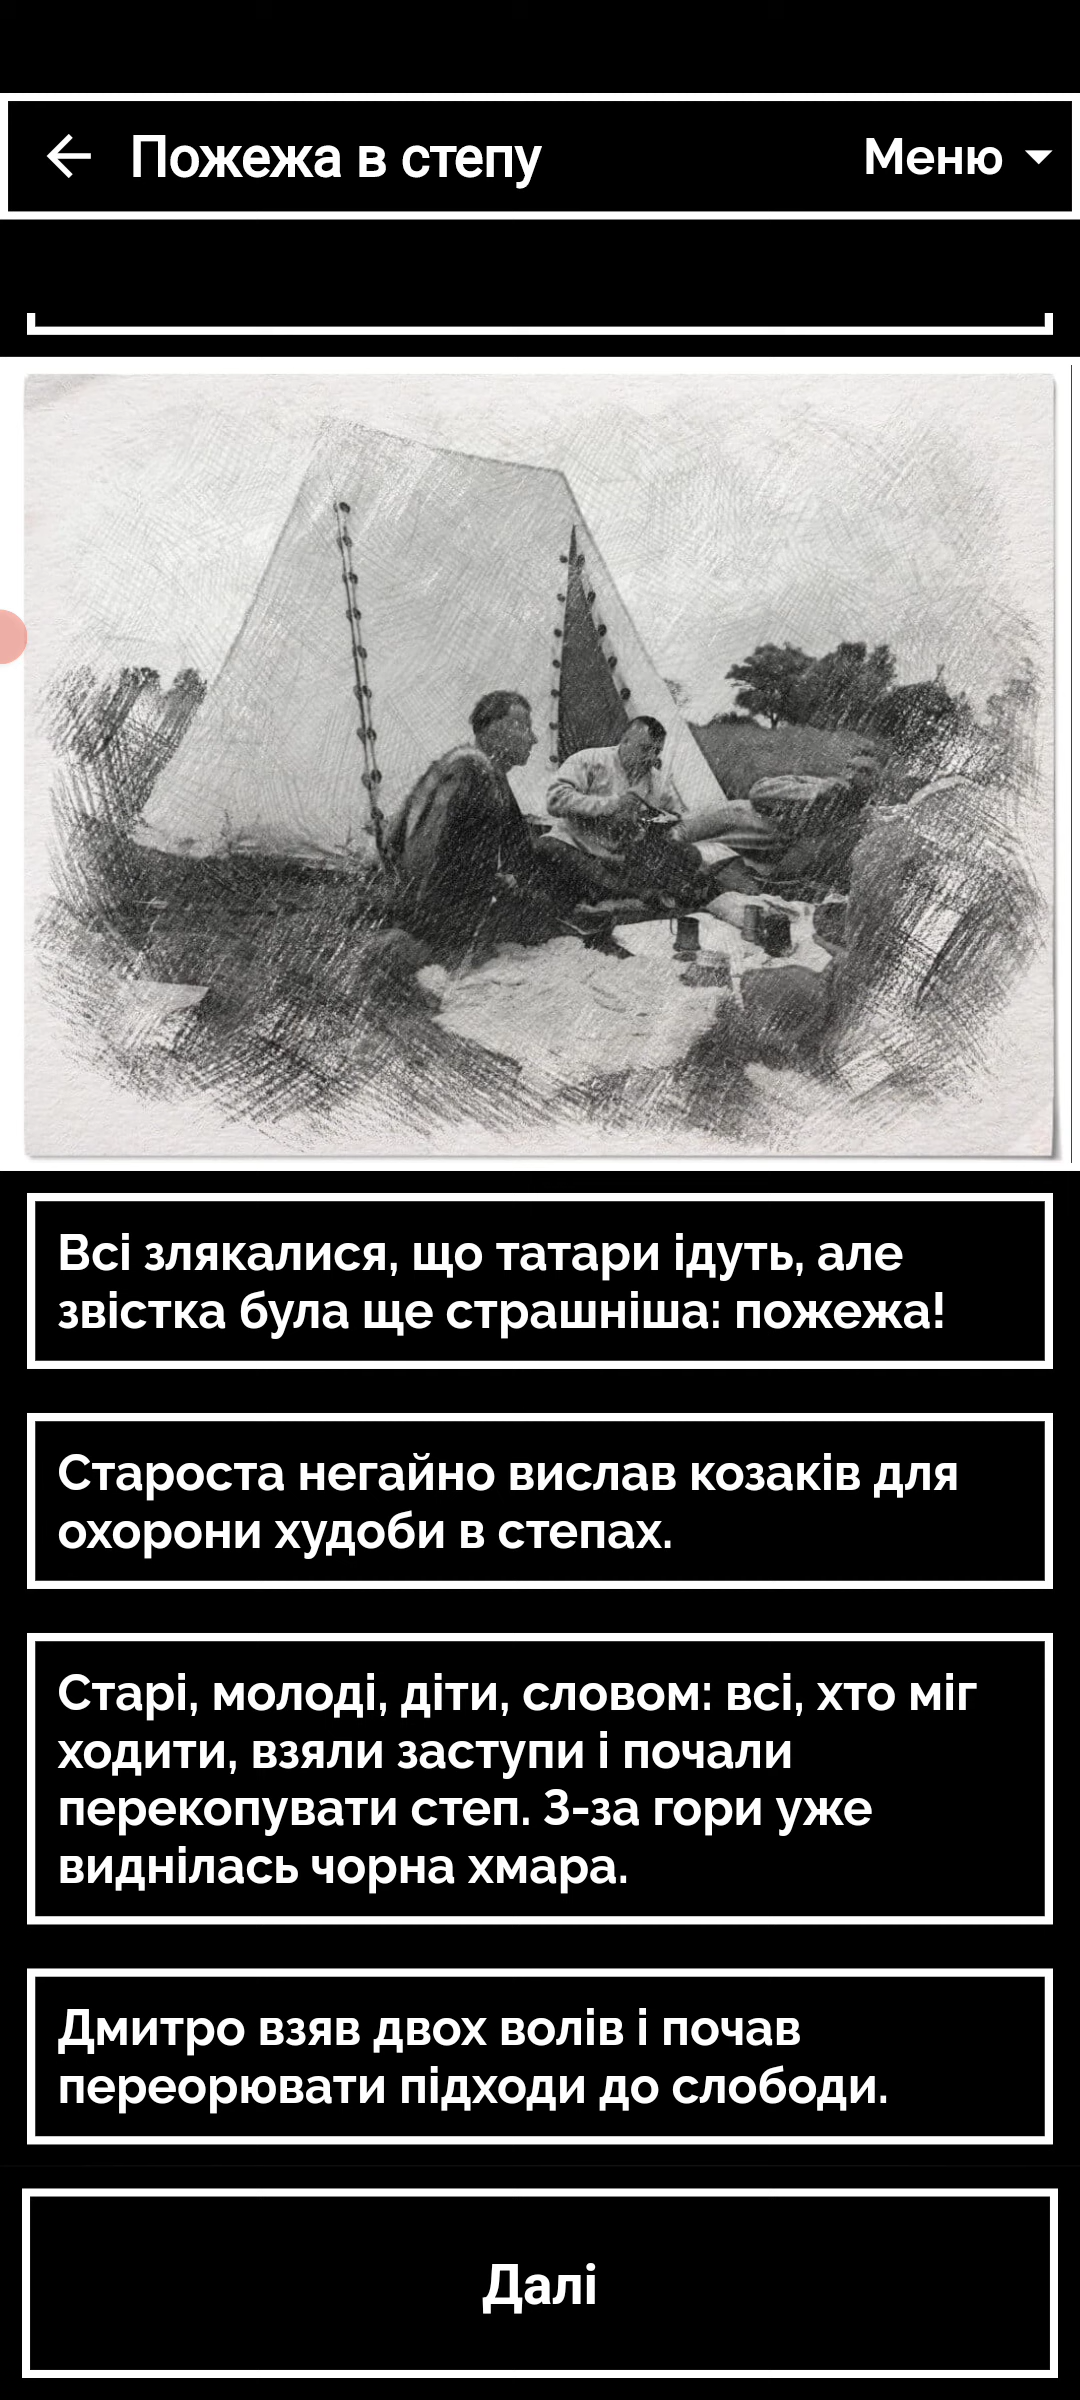 Пожежа в степу
Меню
Всі злякалися, що татари ідуть, але
звістка була ще страшніша: пожежа!
Староста негайно вислав козаків для
охорони худоби в степах.
Старі, молоді, діти, словом: всі, хто міг
ходити, взяли заступи і почали
перекопувати степ. З-за гори уже
виднілась чорна хмара.
Дмитро взяв двох волів і почав
переорювати підходи до слободи.
Далі